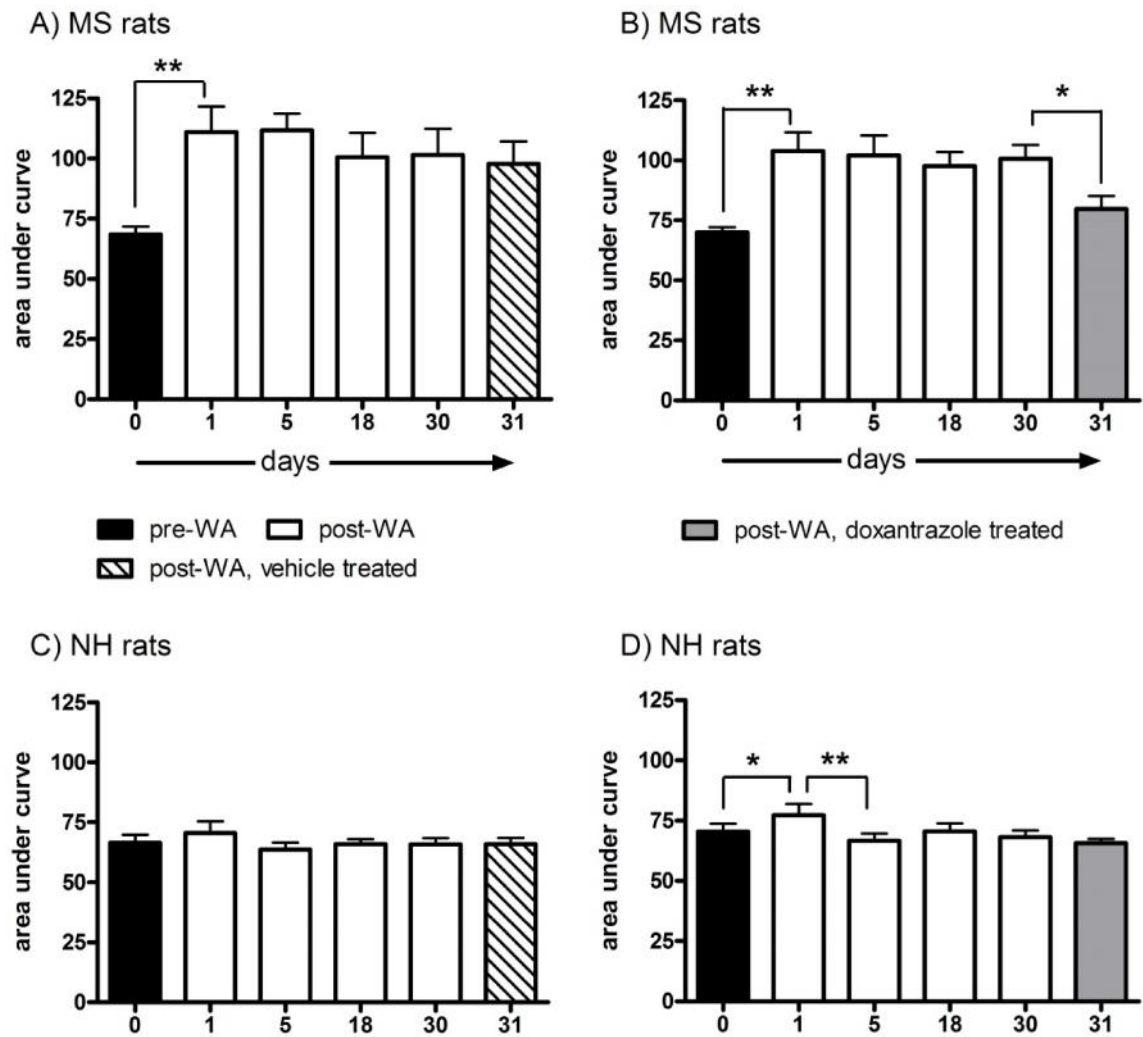 A) MS rats
**
125
100
75
50
25
0
area under curve
0 1 5 18 30 31
days
B) MS rats
**
*
125
100
75
50
25
0
area under curve
0 1 5 18 30 31
days
pre-WA post-WA
post-WA, vehicle treated
post-WA, doxantrazole treated
C) NH rats
125
100
75
50
25
0
area under curve
0 1 5 18 30 31
D) NH rats
* **
125
100
75
50
25
0
area under curve
0 1 5 18 30 31